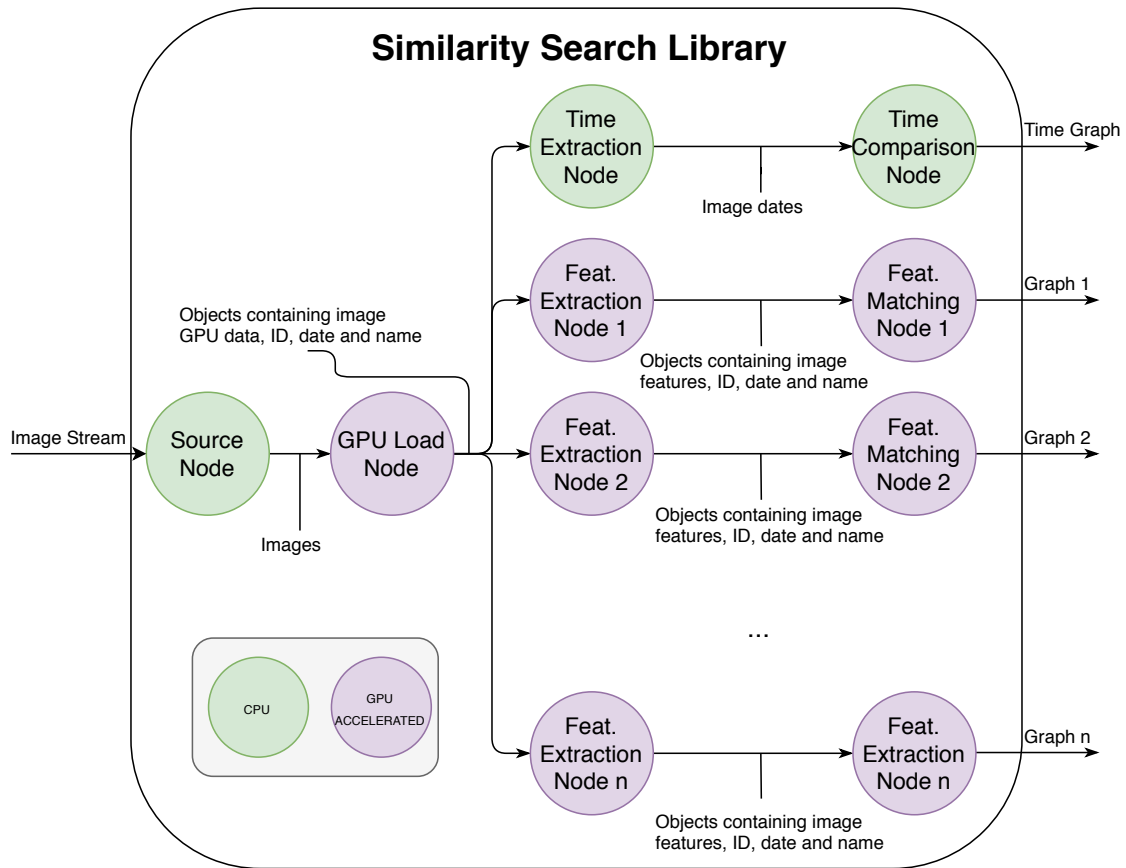 Similarity Search Library
Time
Extraction
Node
Time
Comparison
Node
Time Graph
Image dates
Feat.
Extraction
Node 1
Feat.
Matching
Node 1
Graph 1
Objects containing image
GPU data, ID, date and name
Objects containing image
features, ID, date and name
Image Stream
Source
Node
GPU Load
Node
Feat.
Extraction
Node 2
Feat.
Matching
Node 2
Graph 2
Images
Objects containing image
features, ID, date and name
...
CPU
GPU
ACCELERATED
Feat.
Extraction
Node n
Feat.
Extraction
Node n
Graph n
Objects containing image
features, ID, date and name